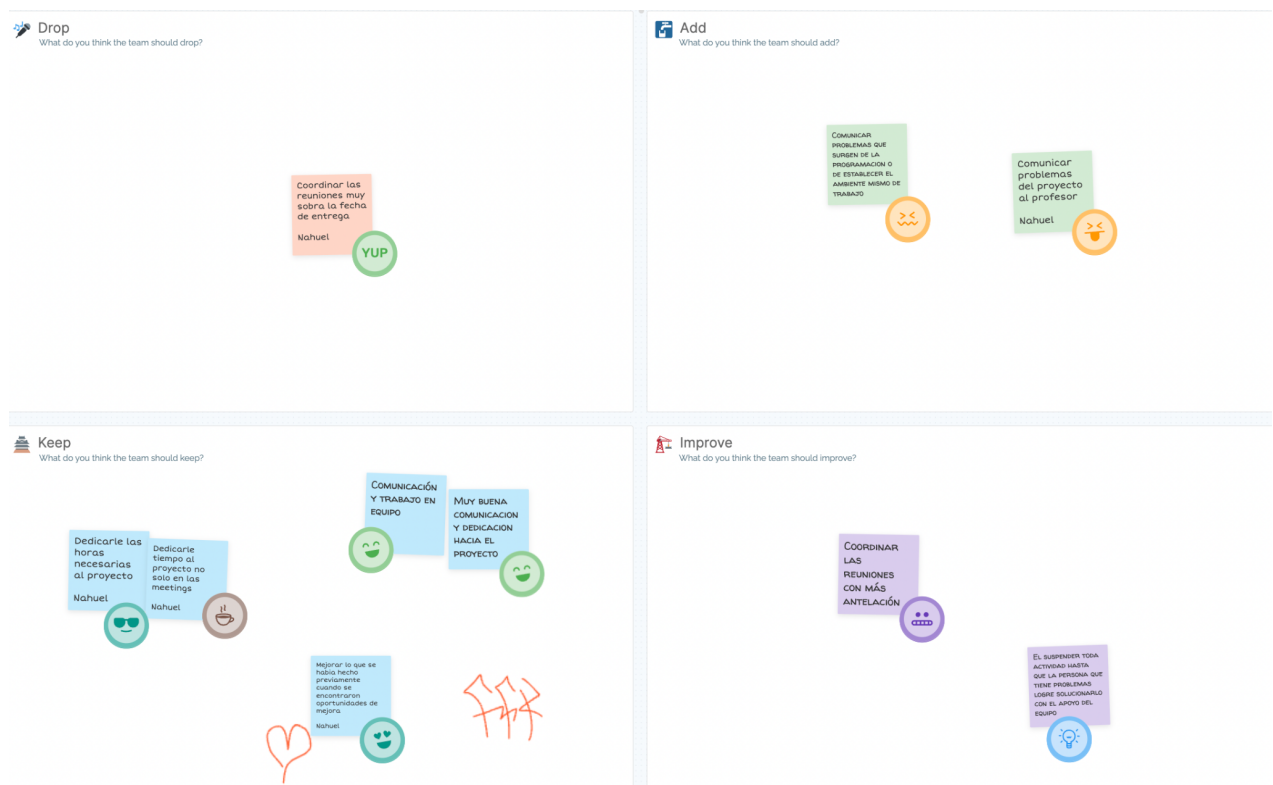 Drop
What do you think the team should drop?
Coordinar las
reuniones muy
sobra la fecha
de entrega
Nahuel
YUP
Add
What do you think the team should add?
COMUNICAR
PROBLEMAS QUE
SURGEN DE LA
PROGRAMACION O
DE ESTABLECER EL
AMBIENTE MISMO DE
TRABAJO
Comunicar
problemas
del proyecto
al profesor
Nahuel
Keep
What do you think the team should keep?
Dedicarle las
horas
necesarias
al proyecto
Nahuel
Dedicarle
tiempo al
proyecto no
solo en las
meetings
Nahuel
COMUNICACIÓN
Y TRABAJO EN
EQUIPO
MUY BUENA
COMUNICACION
Y DEDICACION
HACIA EL
PROYECTO
Mejorar lo que se
habia hecho
previamente
cuando se
encontraron
oportunidades de
mejora
Nahuel
Improve
What do you think the team should improve?
COORDINAR
LAS
REUNIONES
CON MÁS
ANTELACIÓN
EL SUSPENDER TODA
ACTIVIDAD HASTA
QUE LA PERSONA QUE
TIENE PROBLEMAS
LOGRE SOLUCIONARLO
CON EL APOYO DEL
EQUIPO